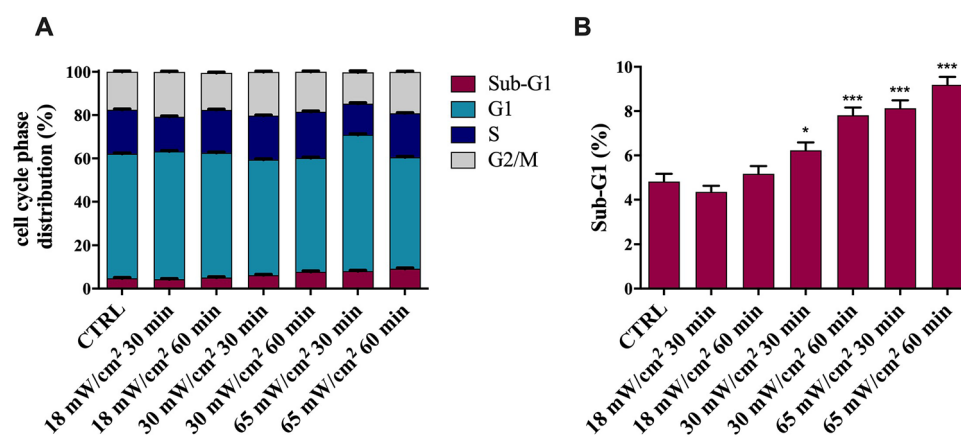 A
cell cycle phase
distribution (%)
100
80
60
40
20
0
CTRL
18 mW/cm² 30 min
18 mW/cm² 60 min
30 mW/cm² 30 min
30 mW/cm² 60 min
65 mW/cm² 30 min
65 mW/cm² 60 min
Sub-G1
G1
S
G2/M
B
Sub-G1 (%)
10
8
6
4
2
0
*
***
***
***
CTRL
18 mW/cm² 30 min
18 mW/cm² 60 min
30 mW/cm² 30 min
30 mW/cm² 60 min
65 mW/cm² 30 min
65 mW/cm² 60 min